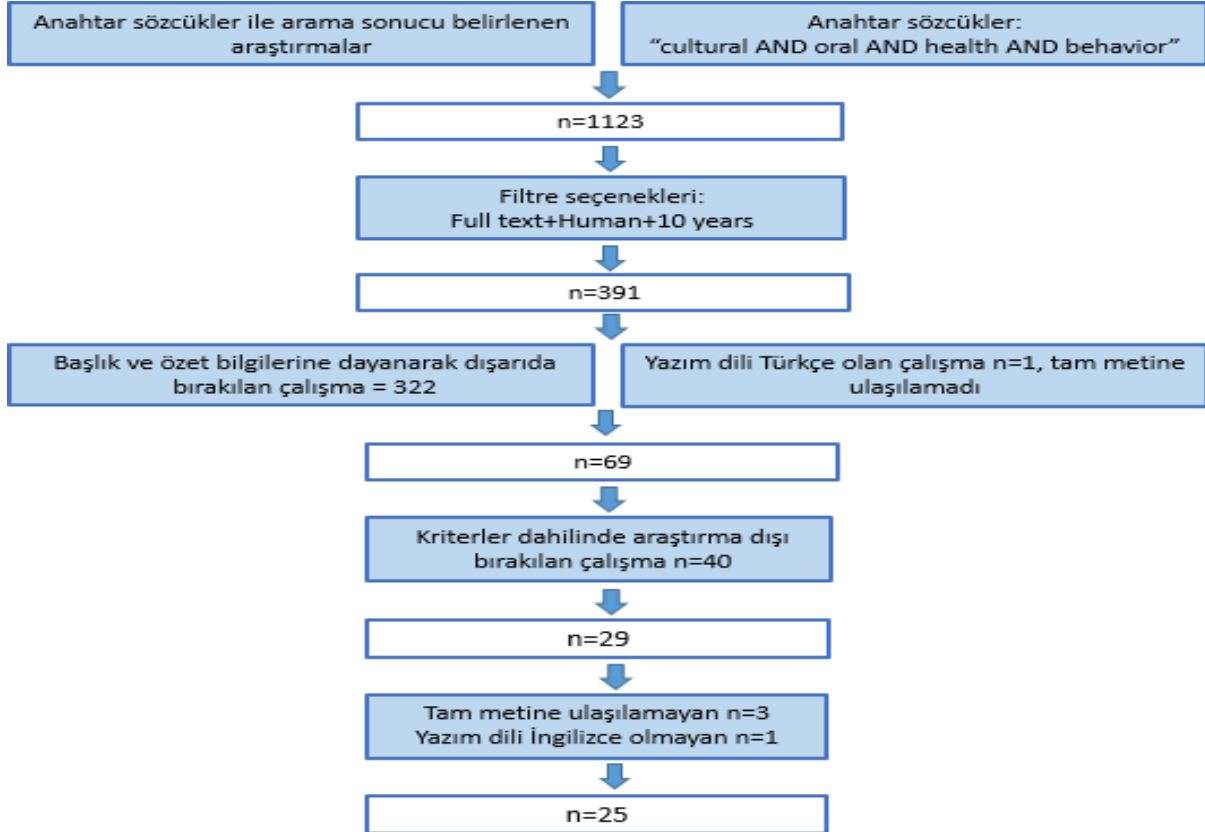 Anahtar sözcükler ile arama sonucu belirlenen
araştırmalar
Anahtar sözcükler:
“cultural AND oral AND health AND behavior”
n=1123
Filtre seçenekleri:
Full text+Human+10 years
n=391
Başlık ve özet bilgilerine dayanarak dışarıda
bırakılan çalışma = 322
Yazım dili Türkçe olan çalışma n=1, tam metine
ulaşılamadı
n=69
Kriterler dahilinde araştırma dışı
bırakılan çalışma n=40
n=29
Tam metine ulaşılamayan n=3
Yazım dili İngilizce olmayan n=1
n=25